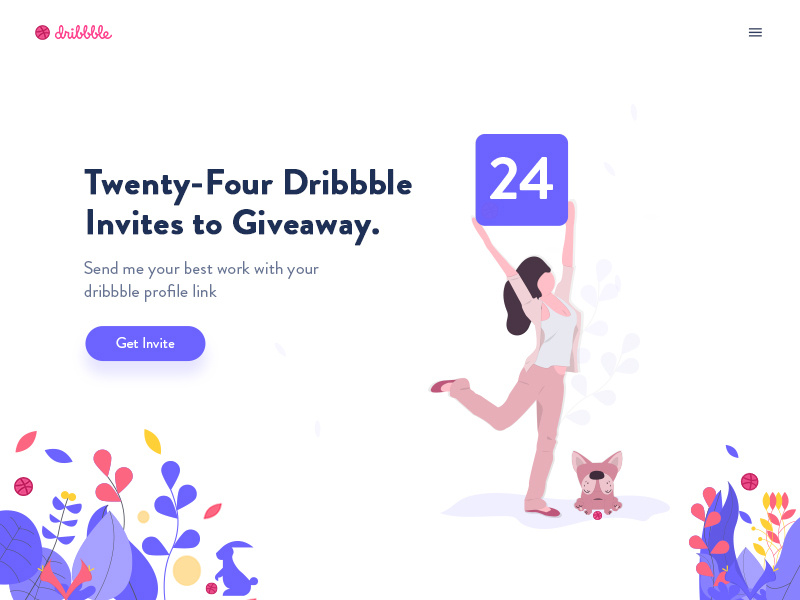 dribbble
24
Twenty-Four Dribbble
Invites to Giveaway.
Send me your best work with your
dribbble profile link
Get Invite